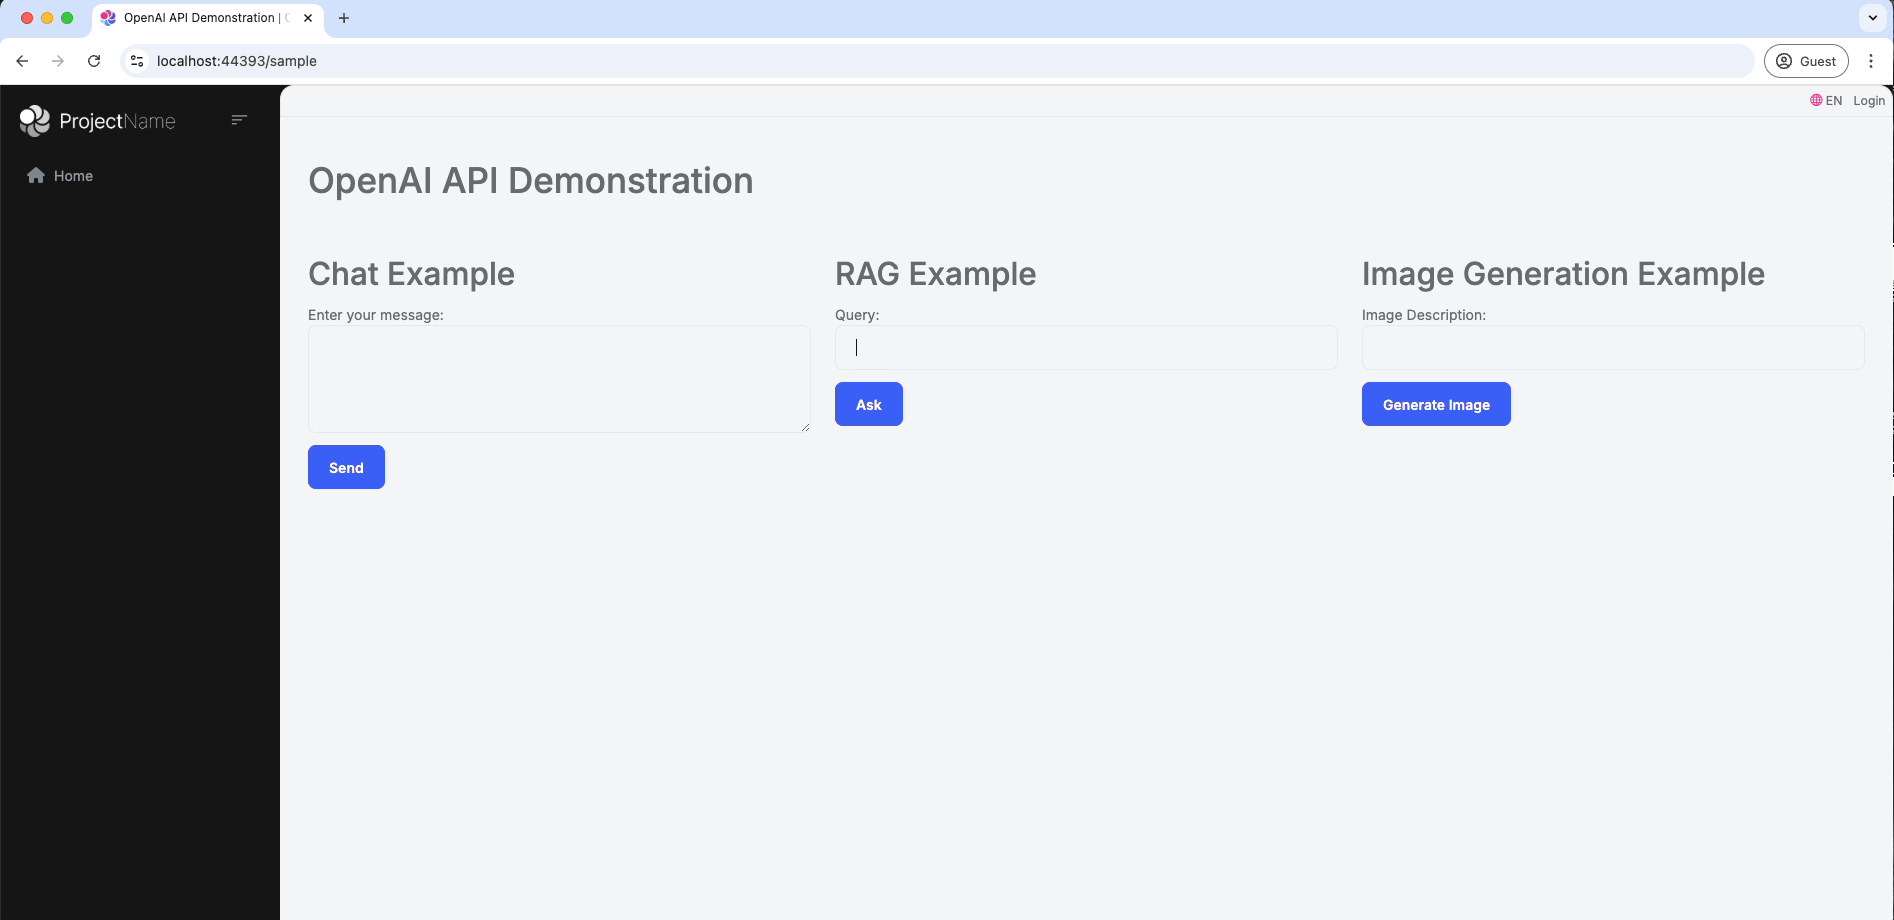 OpenAI API Demonstration |
localhost:44393/sample
Guest
ProjectName
EN Login
Home
OpenAI API Demonstration
Chat Example
Enter your message:
Send
RAG Example
Query:
Ask
Image Generation Example
Image Description:
Generate Image